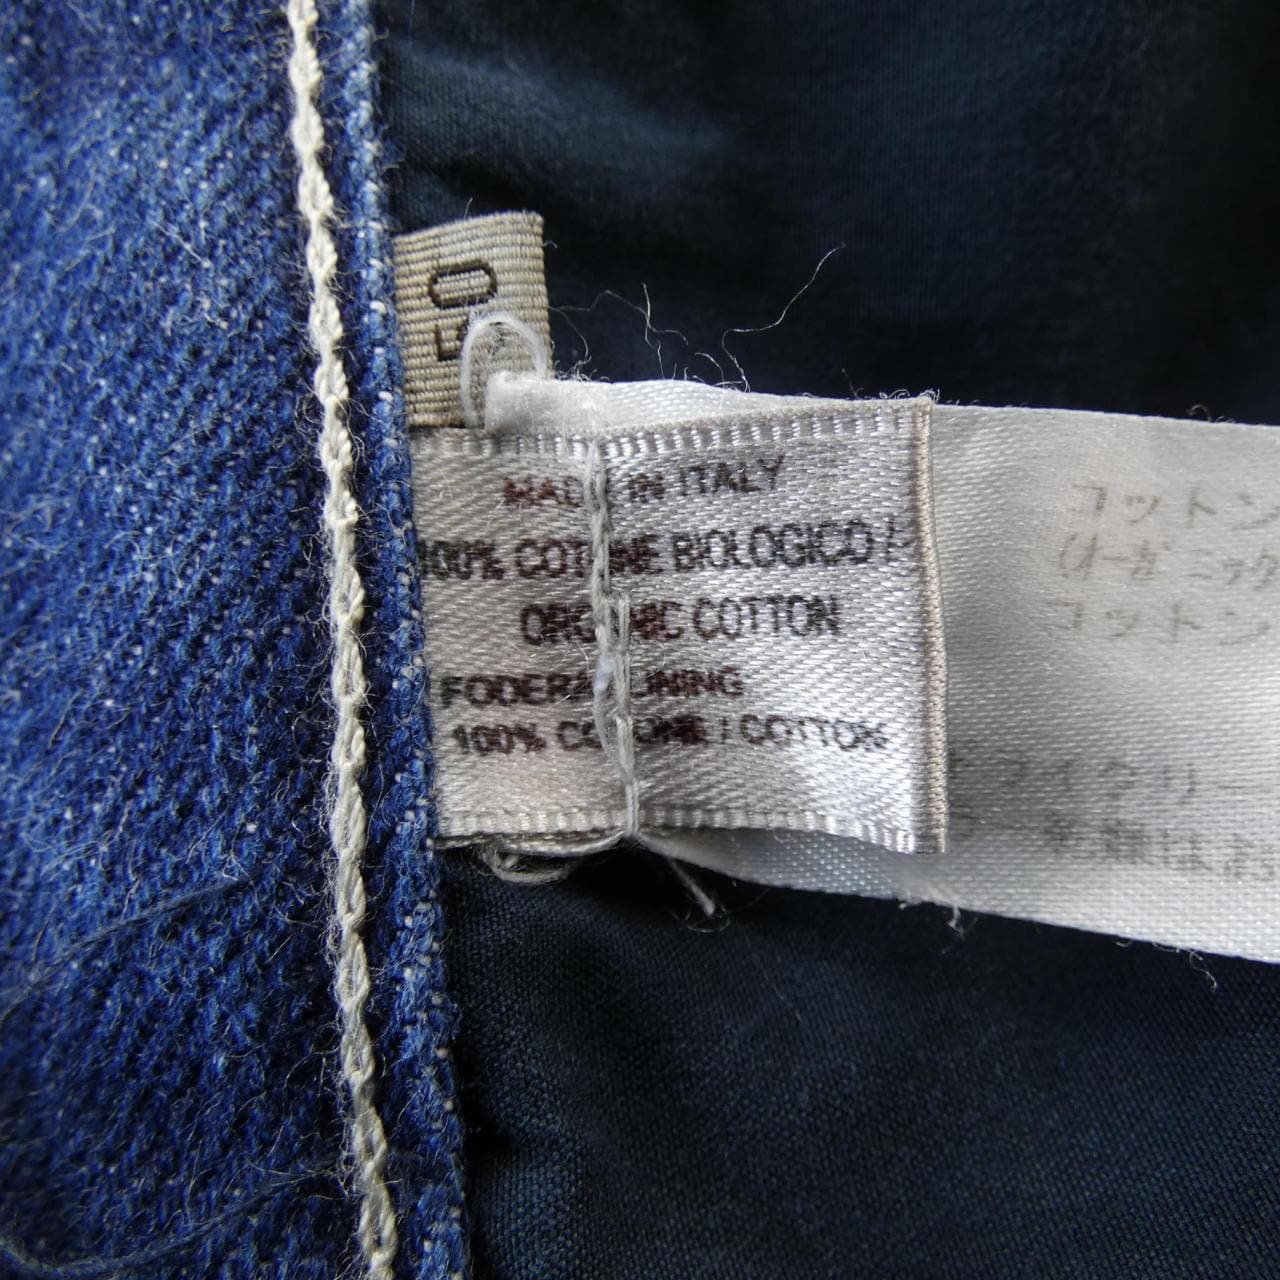 50
MADE IN ITALY
100% COTONE BIOLOGICO /
ORGANIC COTTON
FODERA / LINING
100% COTONE / COTTON
コットン
(オーガニック
コットン